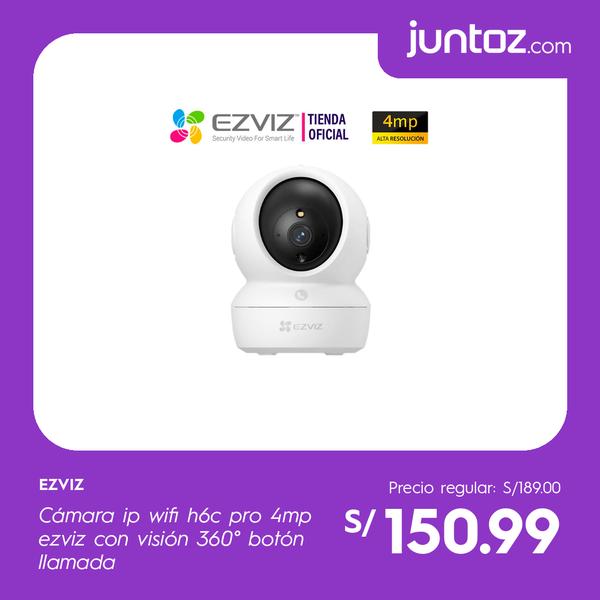 juntoz.com
EZVIZ™
Security Video For Smart Life
TIENDA
OFICIAL
4mp
ALTA RESOLUCIÓN
EZVIZ
EZVIZ
Cámara ip wifi h6c pro 4mp
ezviz con visión 360° botón
llamada
Precio regular: S/189.00
S/150.99